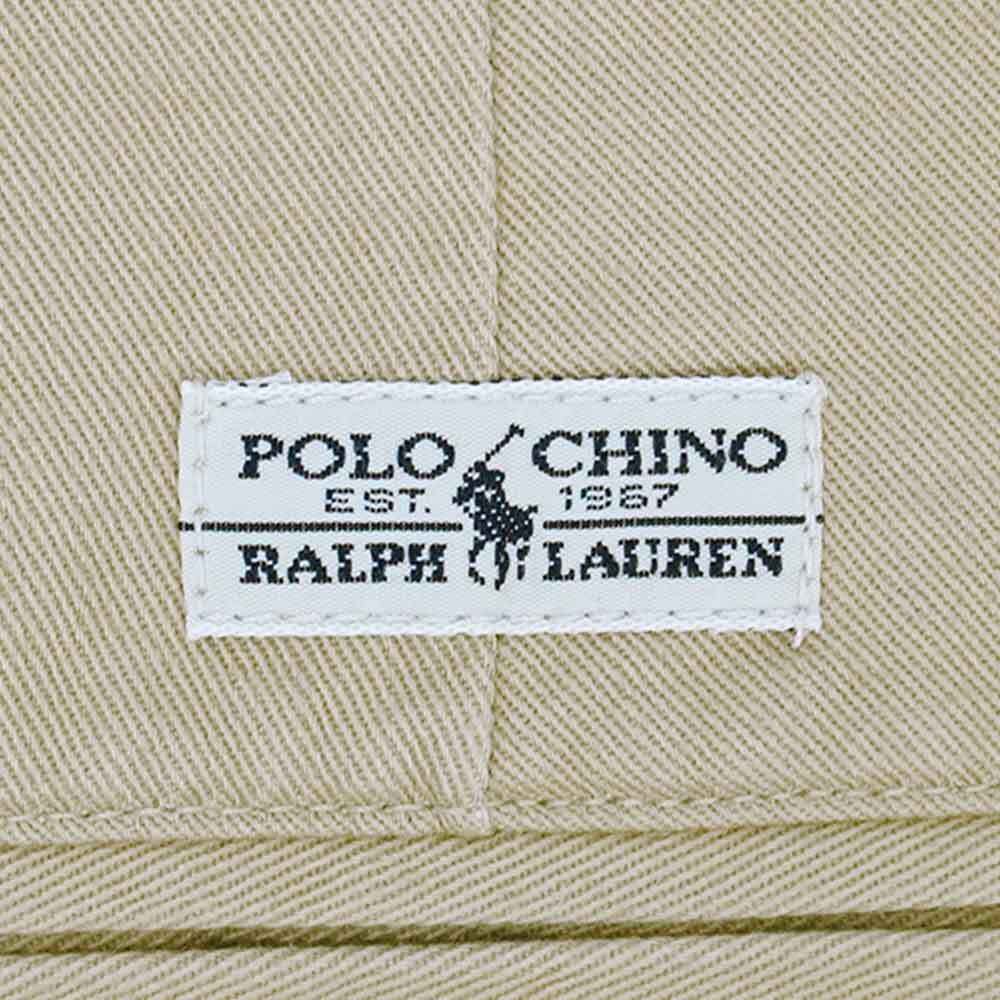 POLO CHINO
EST. 1967
RALPH LAUREN